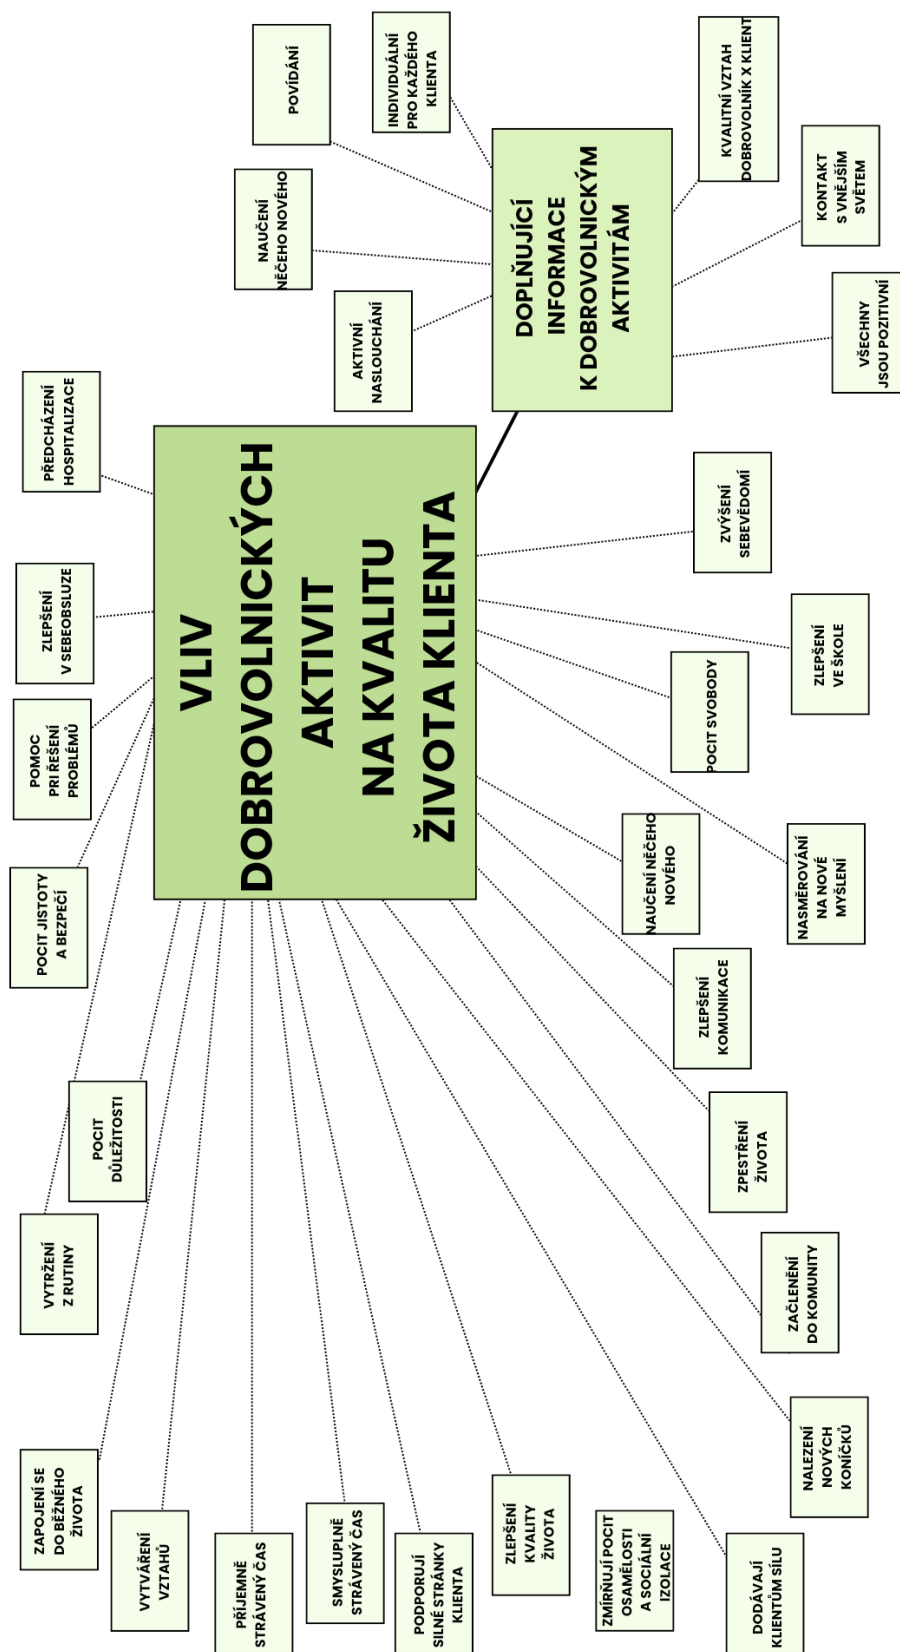 VLIV
DOBROVOLNICKÝCH
AKTIVIT
NA KVALITU
ŽIVOTA KLIENTA
DOPLŇUJÍCÍ
INFORMACE
K DOBROVOLNICKÝM
AKTIVITÁM
POVÍDÁNÍ
INDIVIDUÁLNÍ
PRO KAŽDÉHO
KLIENTA
NAUČENÍ
NĚČEHO NOVÉHO
AKTIVNÍ
NASLOUCHÁNÍ
KVALITNÍ VZTAH
DOBROVOLNÍK X KLIENT
KONTAKT
S VNĚJŠÍM
SVĚTEM
VŠECHNY
JSOU POZITIVNÍ
PŘEDCHÁZENÍ
HOSPITALIZACE
ZLEPŠENÍ
V SEBEOBSLUZE
POMOC
PRI ŘEŠENÍ
PROBLÉMŮ
POCIT JISTOTY
A BEZPEČÍ
POCIT
DŮLEŽITOSTI
VYTRŽENÍ
Z RUTINY
ZAPOJENÍ SE
DO BĚŽNÉHO
ŽIVOTA
VYTVÁŘENÍ
VZTAHŮ
PŘÍJEMNĚ
STRÁVENÝ ČAS
SMYSLUPLNĚ
STRÁVENÝ ČAS
PODPORUJÍ
SILNÉ STRÁNKY
KLIENTA
ZLEPŠENÍ
KVALITY
ŽIVOTA
ZMÍRŇUJÍ POCIT
OSAMĚLOSTI
A SOCIÁLNÍ
IZOLACE
DODÁVAJÍ
KLIENTŮM SÍLU
NALEZENÍ
NOVÝCH
KONÍČKŮ
ZAČLENĚNÍ
DO KOMUNITY
ZPESTŘENÍ
ŽIVOTA
ZLEPŠENÍ
KOMUNIKACE
NAUČENÍ NĚČEHO
NOVÉHO
NASMĚROVÁNÍ
NA NOVÉ
MYŠLENÍ
POCIT SVOBODY
ZLEPŠENÍ
VE ŠKOLE
ZVÝŠENÍ
SEBEVĚDOMÍ